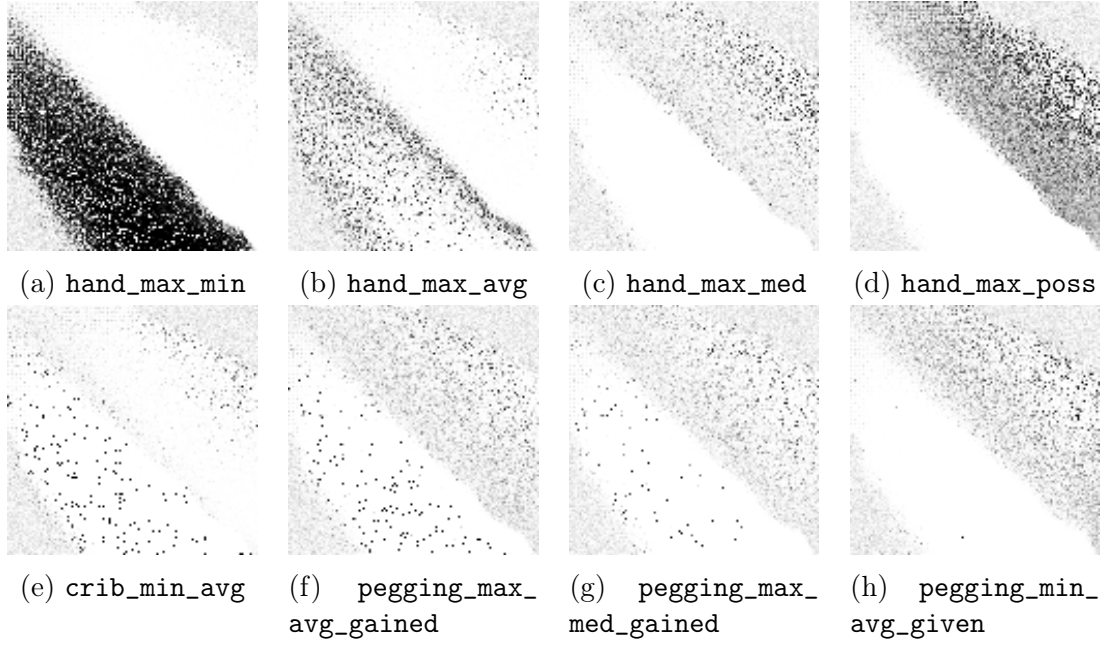 (a) hand_max_min (b) hand_max_avg (c) hand_max_med (d) hand_max_poss
(e) crib_min_avg (f) pegging_max_ (g) pegging_max_ (h) pegging_min_
avg_gained med_gained avg_given